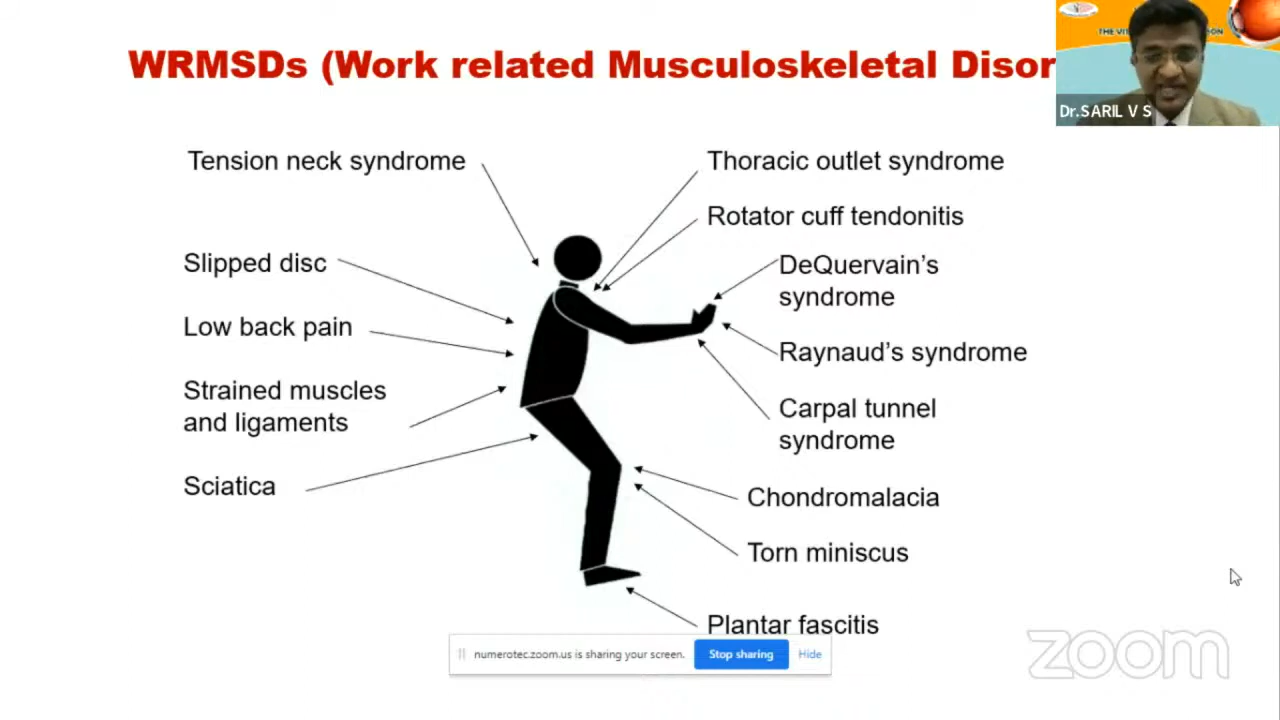 WRMSDs (Work related Musculoskeletal Disor
Dr.SARIL V S
Tension neck syndrome
Thoracic outlet syndrome
Rotator cuff tendonitis
Slipped disc
DeQuervain's
syndrome
Low back pain
Raynaud's syndrome
Strained muscles
and ligaments
Carpal tunnel
syndrome
Sciatica
Chondromalacia
Torn miniscus
Plantar fascitis
numerotec.zoom.us is sharing your screen.
Stop sharing
Hide
zoom